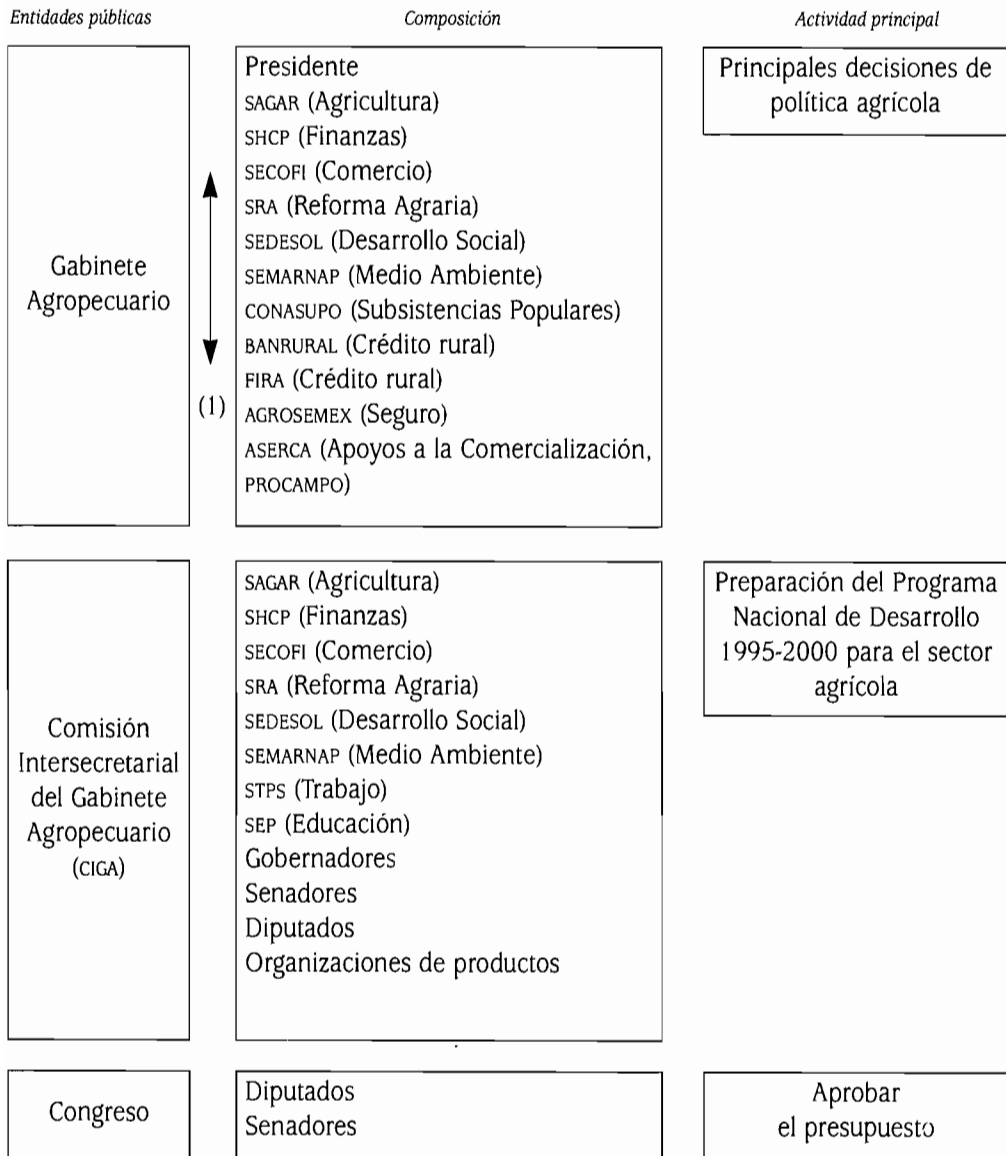 Entidades públicas
Composición
Actividad principal
Gabinete
Agropecuario
(1)
Presidente
SAGAR (Agricultura)
SHCP (Finanzas)
SECOFI (Comercio)
SRA (Reforma Agraria)
SEDESOL (Desarrollo Social)
SEMARNAP (Medio Ambiente)
CONASUPO (Subsistencias Populares)
BANRURAL (Crédito rural)
FIRA (Crédito rural)
AGROSEMEX (Seguro)
ASERCA (Apoyos a la Comercialización,
PROCAMPO)
Principales decisiones de
política agrícola
Comisión
Intersecretarial
del Gabinete
Agropecuario
(CIGA)
SAGAR (Agricultura)
SHCP (Finanzas)
SECOFI (Comercio)
SRA (Reforma Agraria)
SEDESOL (Desarrollo Social)
SEMARNAP (Medio Ambiente)
STPS (Trabajo)
SEP (Educación)
Gobernadores
Senadores
Diputados
Organizaciones de productos
Preparación del Programa
Nacional de Desarrollo
1995-2000 para el sector
agrícola
Congreso
Diputados
Senadores
Aprobar
el presupuesto